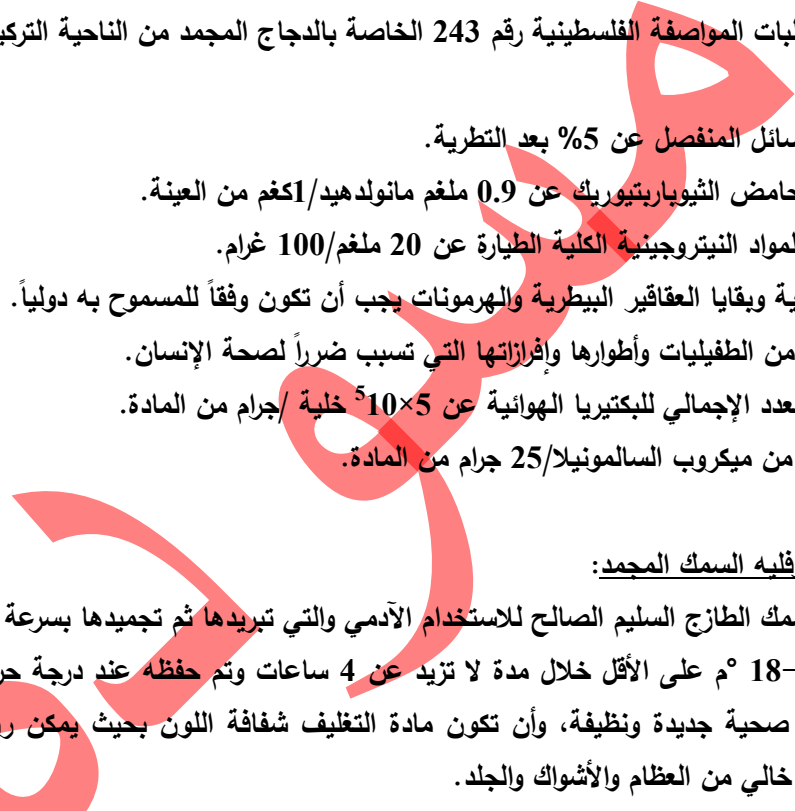 لبات المواصفة الفلسطينية رقم 243 الخاصة بالدجاج المجمد من الناحية التركي
سائل المنفصل عن 5% بعد التطرية.
حامض الثيوباربتيوريك عن 0.9 ملغم مانولدهيد/1كغم من العينة.
لمواد النيتروجينية الكلية الطيارة عن 20 ملغم/100 غرام.
ية وبقايا العقاقير البيطرية والهرمونات يجب أن تكون وفقاً للمسموح به دولياً.
من الطفيليات وأطوارها وإفرازاتها التي تسبب ضرراً لصحة الإنسان.
عدد الإجمالي للبكتيريا الهوائية عن 5×10⁵ خلية /جرام من المادة.
من ميكروب السالمونيلا/25 جرام من المادة.
فليه السمك المجمد:
سمك الطازج السليم الصالح للاستخدام الآدمي والتي تبريدها ثم تجميدها بسرعة
-18 °م على الأقل خلال مدة لا تزيد عن 4 ساعات وتم حفظه عند درجة حر
صحية جديدة ونظيفة، وأن تكون مادة التغليف شفافة اللون بحيث يمكن ر
خالي من العظام والأشواك والجلد.
مسودة